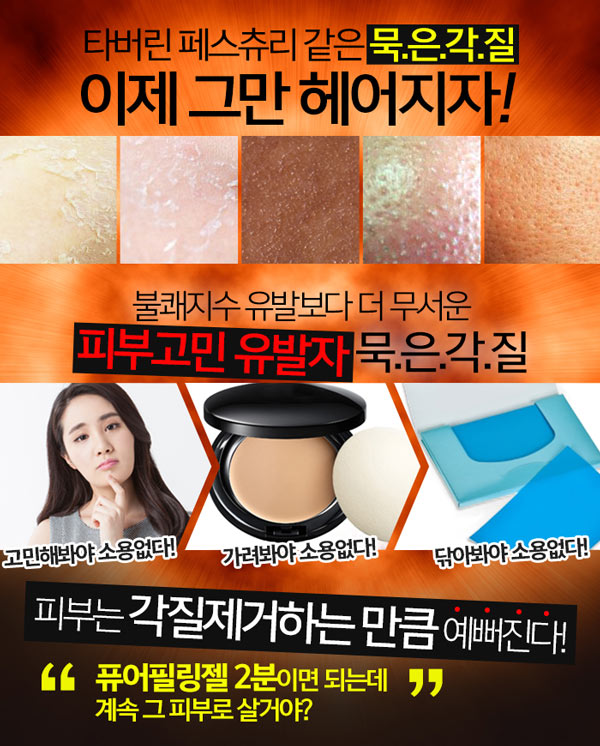 타버린 페스츄리 같은 묵.은.각.질
이제 그만 헤어지자!
불쾌지수 유발보다 더 무서운
피부고민 유발자 묵.은.각.질
고민해봐야 소용없다!
가려봐야 소용없다!
닦아봐야 소용없다!
피부는 각질제거하는 만큼 예뻐진다!
“ 퓨어필링젤 2분이면 되는데 ”
계속 그 피부로 살거야?